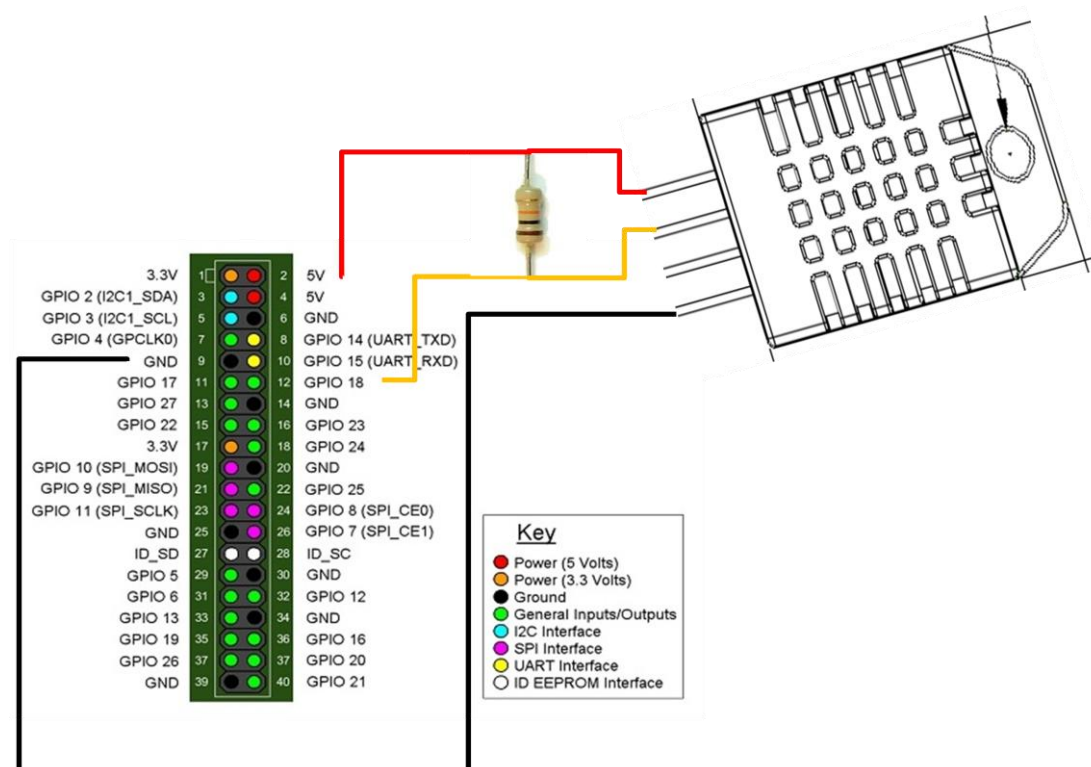 3.3V 1 2 5V
GPIO 2 (I2C1_SDA) 3 4 5V
GPIO 3 (I2C1_SCL) 5 6 GND
GPIO 4 (GPCLK0) 7 8 GPIO 14 (UART_TXD)
GND 9 10 GPIO 15 (UART_RXD)
GPIO 17 11 12 GPIO 18
GPIO 27 13 14 GND
GPIO 22 15 16 GPIO 23
3.3V 17 18 GPIO 24
GPIO 10 (SPI_MOSI) 19 20 GND
GPIO 9 (SPI_MISO) 21 22 GPIO 25
GPIO 11 (SPI_SCLK) 23 24 GPIO 8 (SPI_CE0)
GND 25 26 GPIO 7 (SPI_CE1)
ID_SD 27 28 ID_SC
GPIO 5 29 30 GND
GPIO 6 31 32 GPIO 12
GPIO 13 33 34 GND
GPIO 19 35 36 GPIO 16
GPIO 26 37 37 GPIO 20
GND 39 40 GPIO 21
Key
Power (5 Volts)
Power (3.3 Volts)
Ground
General Inputs/Outputs
I2C Interface
SPI Interface
UART Interface
ID EEPROM Interface